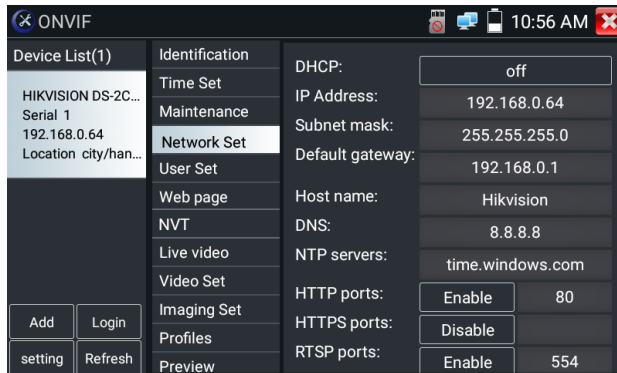 ONVIF
10:56 AM
Device List(1)
HIKVISION DS-2C...
Serial 1
192.168.0.64
Location city/han...
Add
Login
setting
Refresh
Identification
Time Set
Maintenance
Network Set
User Set
Web page
NVT
Live video
Video Set
Imaging Set
Profiles
Preview
DHCP: off
IP Address: 192.168.0.64
Subnet mask: 255.255.255.0
Default gateway: 192.168.0.1
Host name: Hikvision
DNS: 8.8.8.8
NTP servers: time.windows.com
HTTP ports: Enable 80
HTTPS ports: Disable
RTSP ports: Enable 554